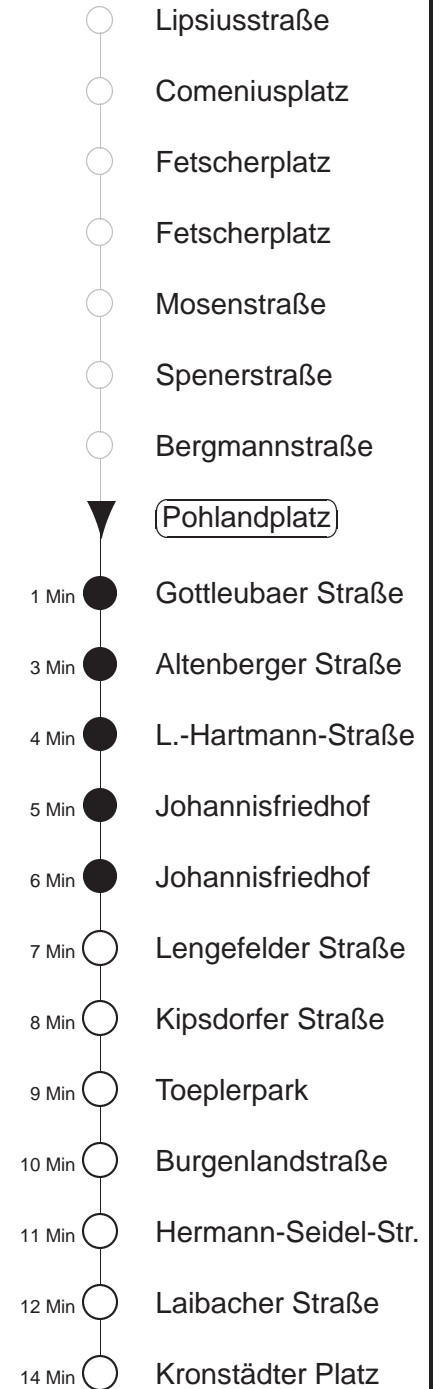 Lipsiusstraße
Comeniusplatz
Fetscherplatz
Fetscherplatz
Mosenstraße
Spenerstraße
Bergmannstraße
Pohlandplatz
1 Min Gottleubaer Straße
3 Min Altenberger Straße
4 Min L.-Hartmann-Straße
5 Min Johannisfriedhof
6 Min Johannisfriedhof
7 Min Lengefelder Straße
8 Min Kipsdorfer Straße
9 Min Toeplerpark
10 Min Burgenlandstraße
11 Min Hermann-Seidel-Str.
12 Min Laibacher Straße
14 Min Kronstädter Platz